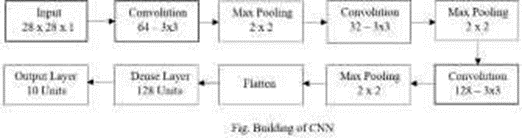 Input
28 x 28 x 1
Convolution
64 – 3x3
Max Pooling
2 x 2
Convolution
32 – 3x3
Max Pooling
2 x 2
Convolution
128 – 3x3
Max Pooling
2 x 2
Flatten
Dense Layer
128 Units
Output Layer
10 Units
Fig. Building of CNN